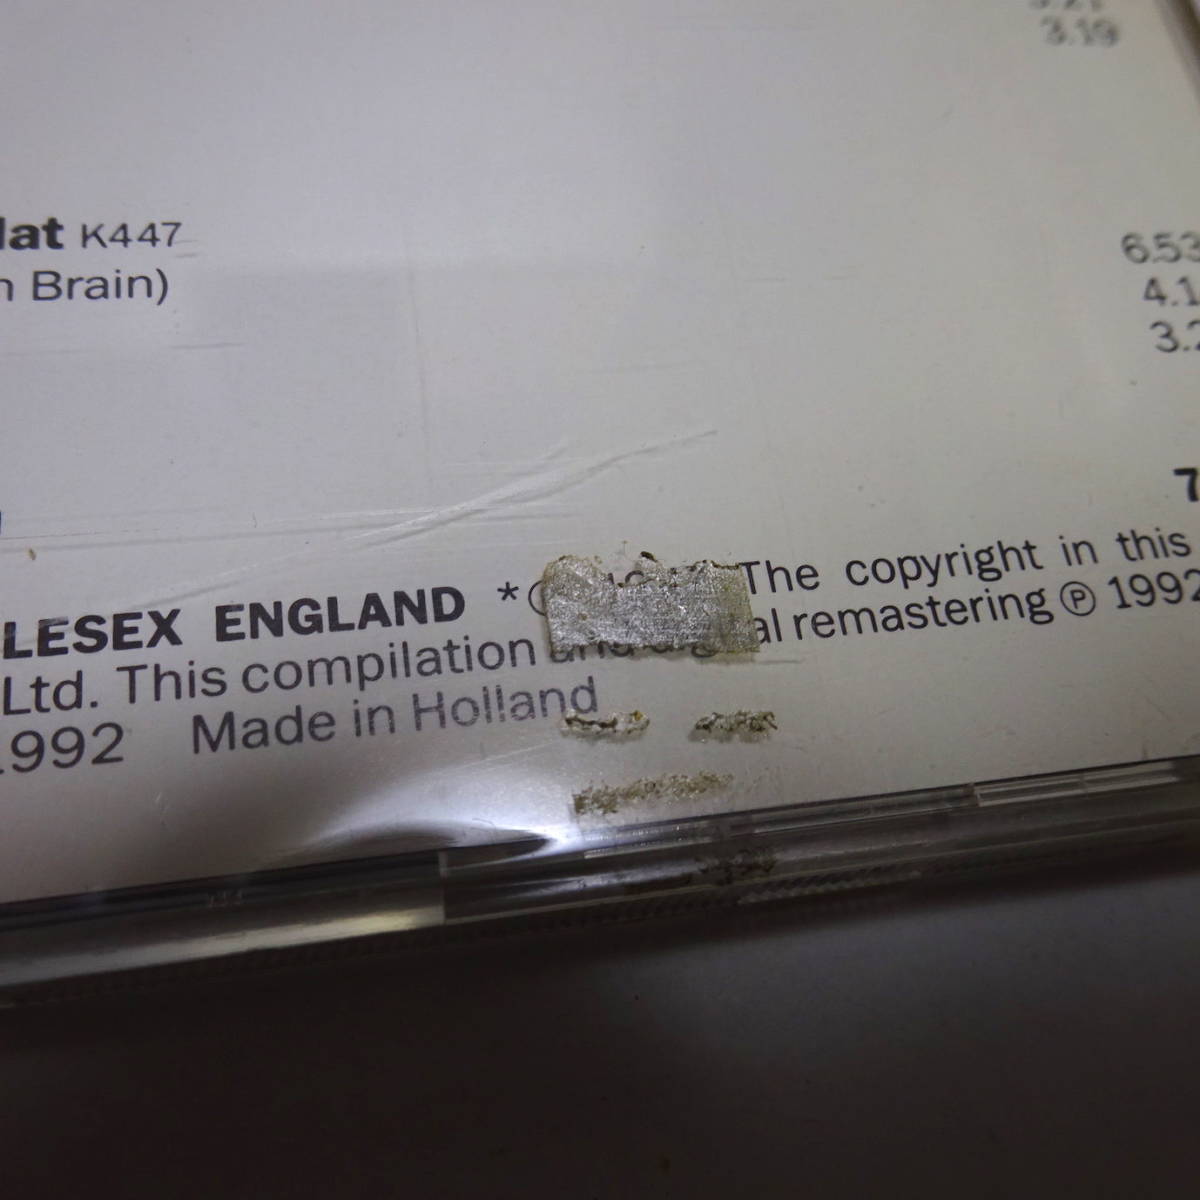 3.19
lat K447
n Brain)
6.53
4.1
3.2
7
LESEX ENGLAND * The copyright in this
Ltd. This compilation and al remastering ℗ 1992
1992 Made in Holland